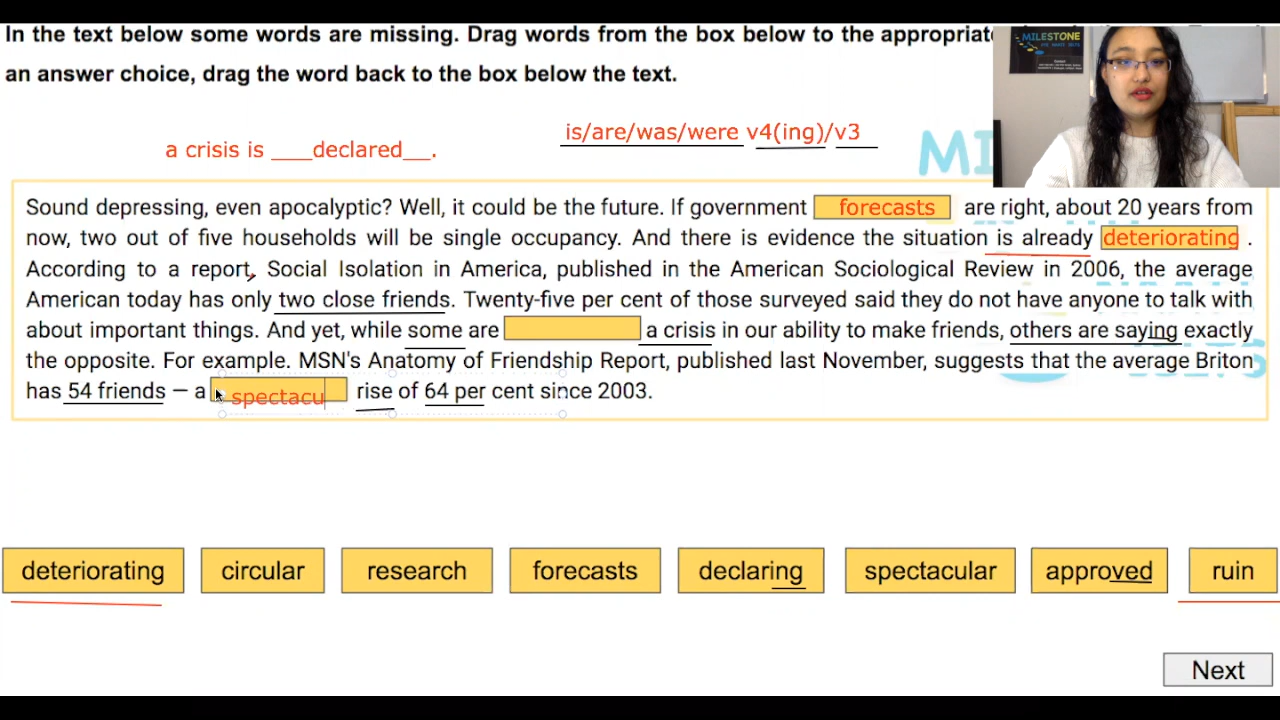 In the text below some words are missing. Drag words from the box below to the appropriat
an answer choice, drag the word back to the box below the text.
MILESTONE
is/are/was/were v4(ing)/v3
a crisis is ___declared__.
Sound depressing, even apocalyptic? Well, it could be the future. If government forecasts are right, about 20 years from
now, two out of five households will be single occupancy. And there is evidence the situation is already deteriorating .
According to a report, Social Isolation in America, published in the American Sociological Review in 2006, the average
American today has only two close friends. Twenty-five per cent of those surveyed said they do not have anyone to talk with
about important things. And yet, while some are a crisis in our ability to make friends, others are saying exactly
the opposite. For example. MSN's Anatomy of Friendship Report, published last November, suggests that the average Briton
has 54 friends — a spectacu rise of 64 per cent since 2003.
deteriorating circular research forecasts declaring spectacular approved ruin
Next